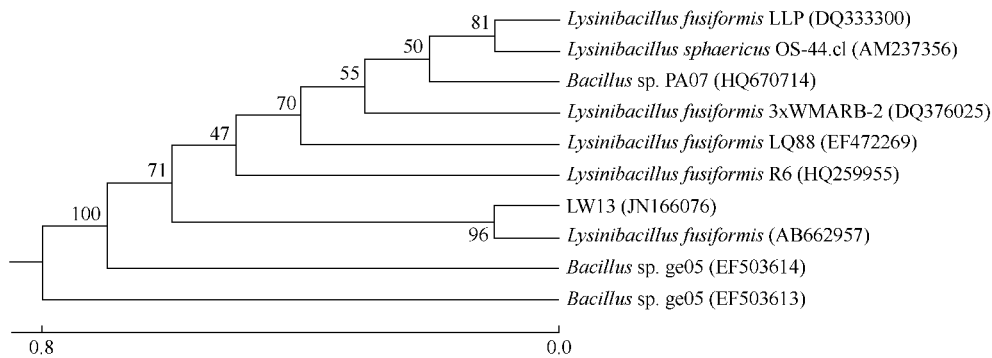 81
Lysinibacillus fusiformis LLP (DQ333300)
50
Lysinibacillus sphaericus OS-44.cl (AM237356)
55
Bacillus sp. PA07 (HQ670714)
70
Lysinibacillus fusiformis 3xWMARB-2 (DQ376025)
47
Lysinibacillus fusiformis LQ88 (EF472269)
71
Lysinibacillus fusiformis R6 (HQ259955)
LW13 (JN166076)
100
96
Lysinibacillus fusiformis (AB662957)
Bacillus sp. ge05 (EF503614)
Bacillus sp. ge05 (EF503613)
0.8
0.0